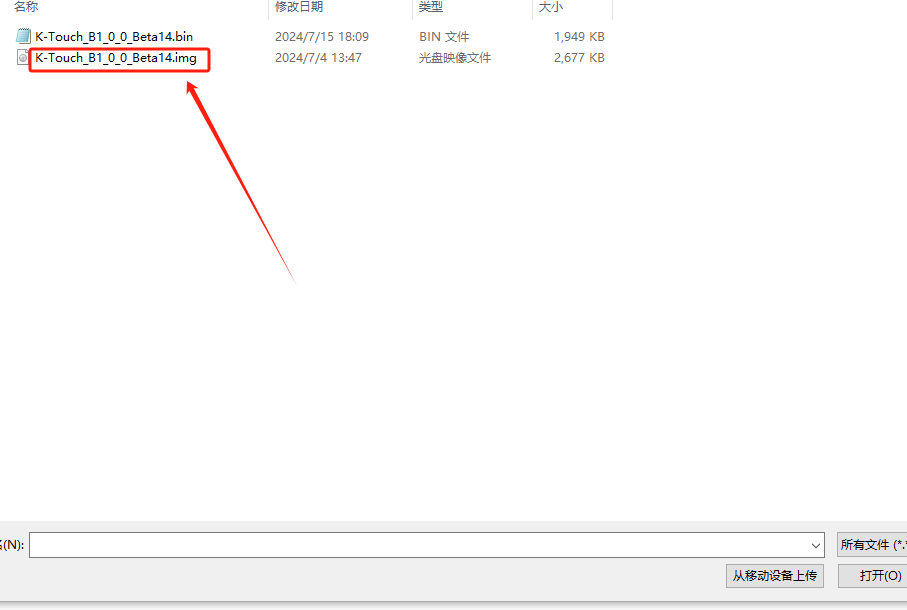 名称 修改日期 类型 大小
K-Touch_B1_0_0_Beta14.bin 2024/7/15 18:09 BIN 文件 1,949 KB
K-Touch_B1_0_0_Beta14.img 2024/7/4 13:47 光盘映像文件 2,677 KB
(N): 所有文件 (*.*
从移动设备上传 打开(O)